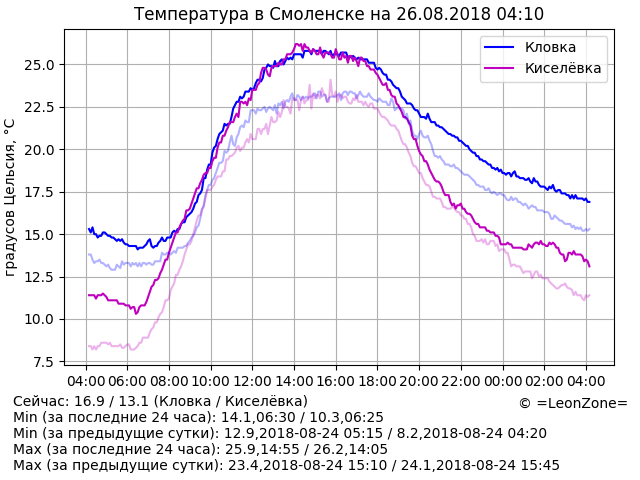 Температура в Смоленске на 26.08.2018 04:10
градусов Цельсия, °C
25.0
22.5
20.0
17.5
15.0
12.5
10.0
7.5
Кловка
Киселёвка
04:00 06:00 08:00 10:00 12:00 14:00 16:00 18:00 20:00 22:00 00:00 02:00 04:00
Сейчас: 16.9 / 13.1 (Кловка / Киселёвка)
© =LeonZone=
Min (за последние 24 часа): 14.1,06:30 / 10.3,06:25
Min (за предыдущие сутки): 12.9,2018-08-24 05:15 / 8.2,2018-08-24 04:20
Max (за последние 24 часа): 25.9,14:55 / 26.2,14:05
Max (за предыдущие сутки): 23.4,2018-08-24 15:10 / 24.1,2018-08-24 15:45